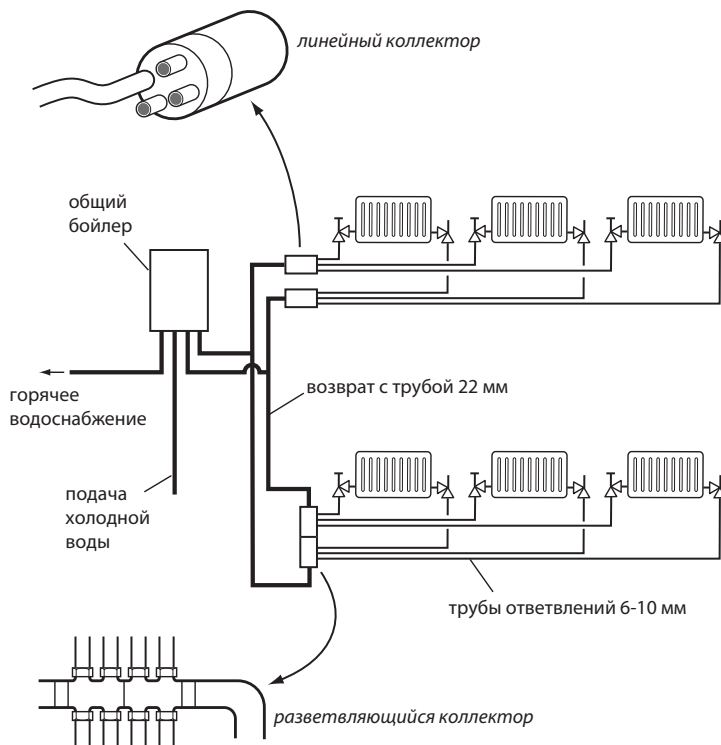 линейный коллектор
общий
бойлер
горячее
водоснабжение
возврат с трубой 22 мм
подача
холодной
воды
трубы ответвлений 6-10 мм
разветвляющийся коллектор